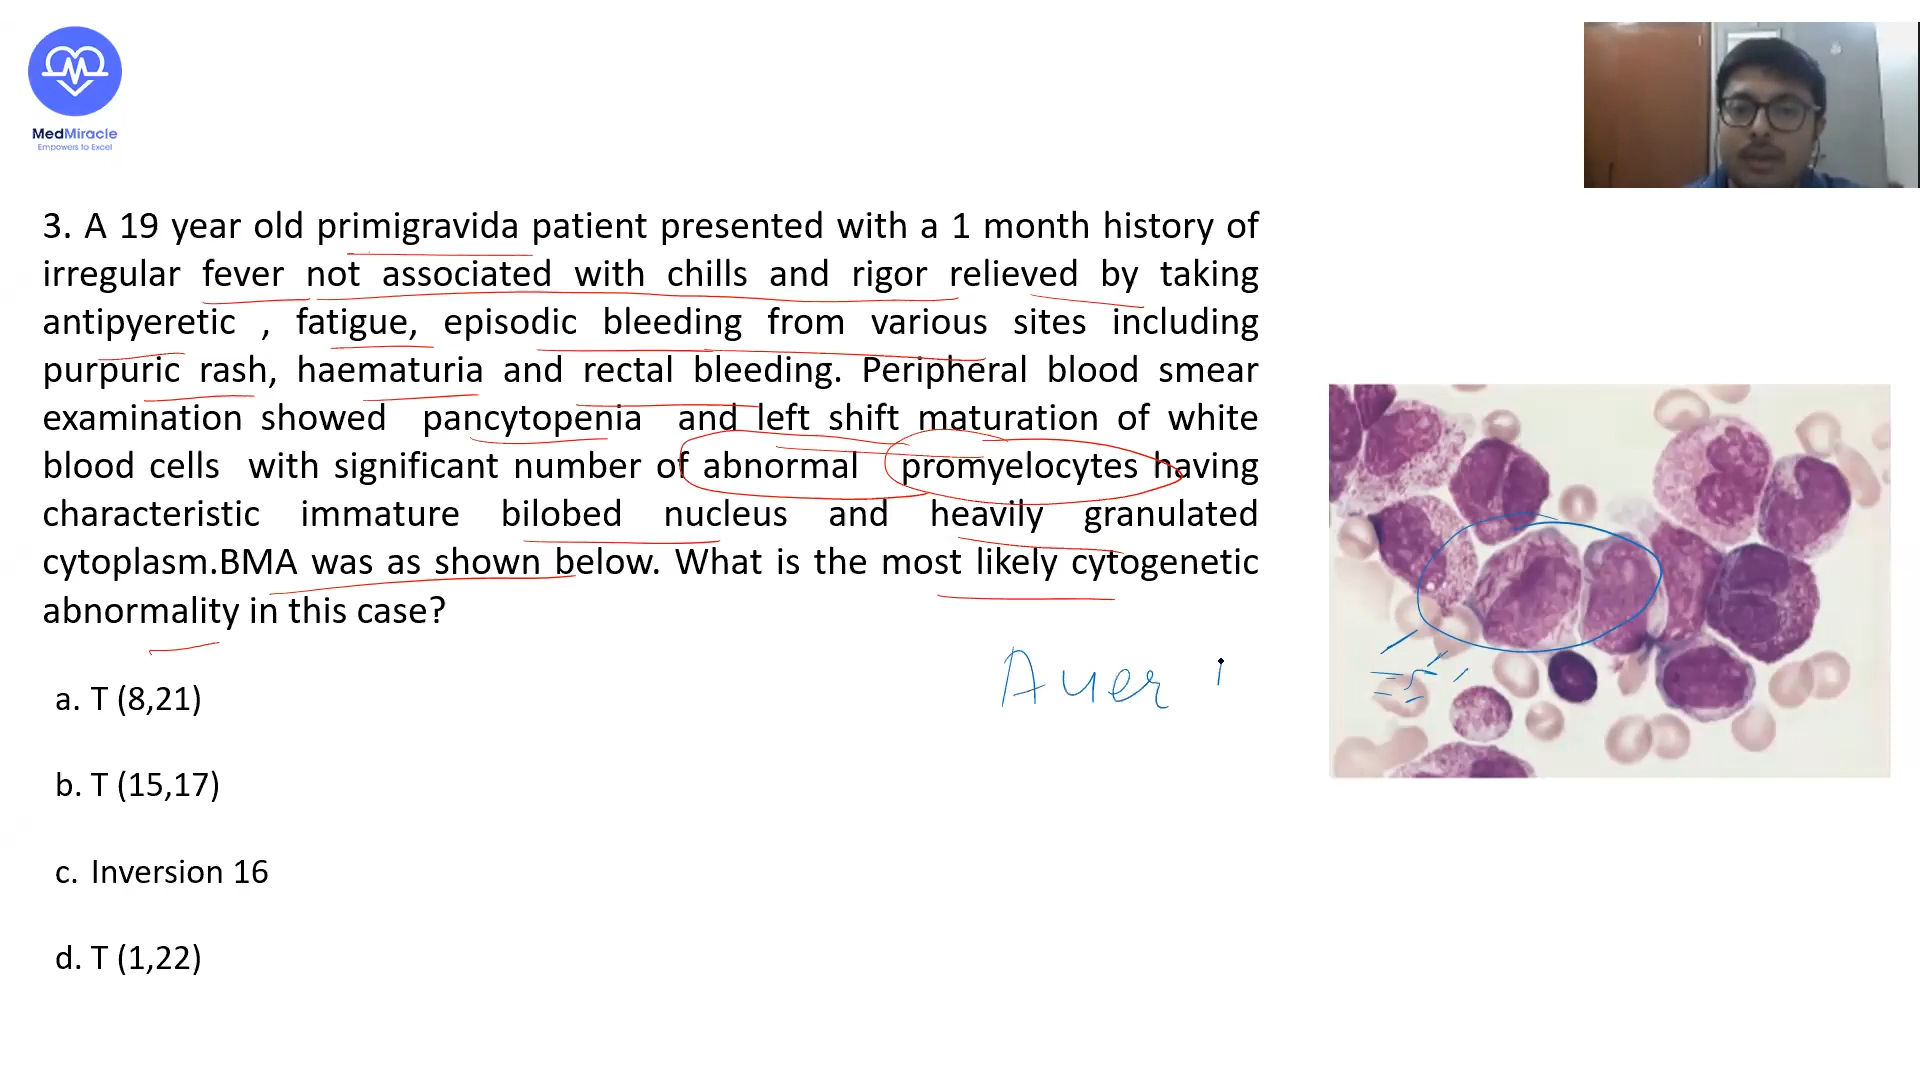 MedMiracle
Empowers to Excel
3. A 19 year old primigravida patient presented with a 1 month history of
irregular fever not associated with chills and rigor relieved by taking
antipyeretic , fatigue, episodic bleeding from various sites including
purpuric rash, haematuria and rectal bleeding. Peripheral blood smear
examination showed pancytopenia and left shift maturation of white
blood cells with significant number of abnormal promyelocytes having
characteristic immature bilobed nucleus and heavily granulated
cytoplasm.BMA was as shown below. What is the most likely cytogenetic
abnormality in this case?
Auer
a. T (8,21)
b. T (15,17)
c. Inversion 16
d. T (1,22)